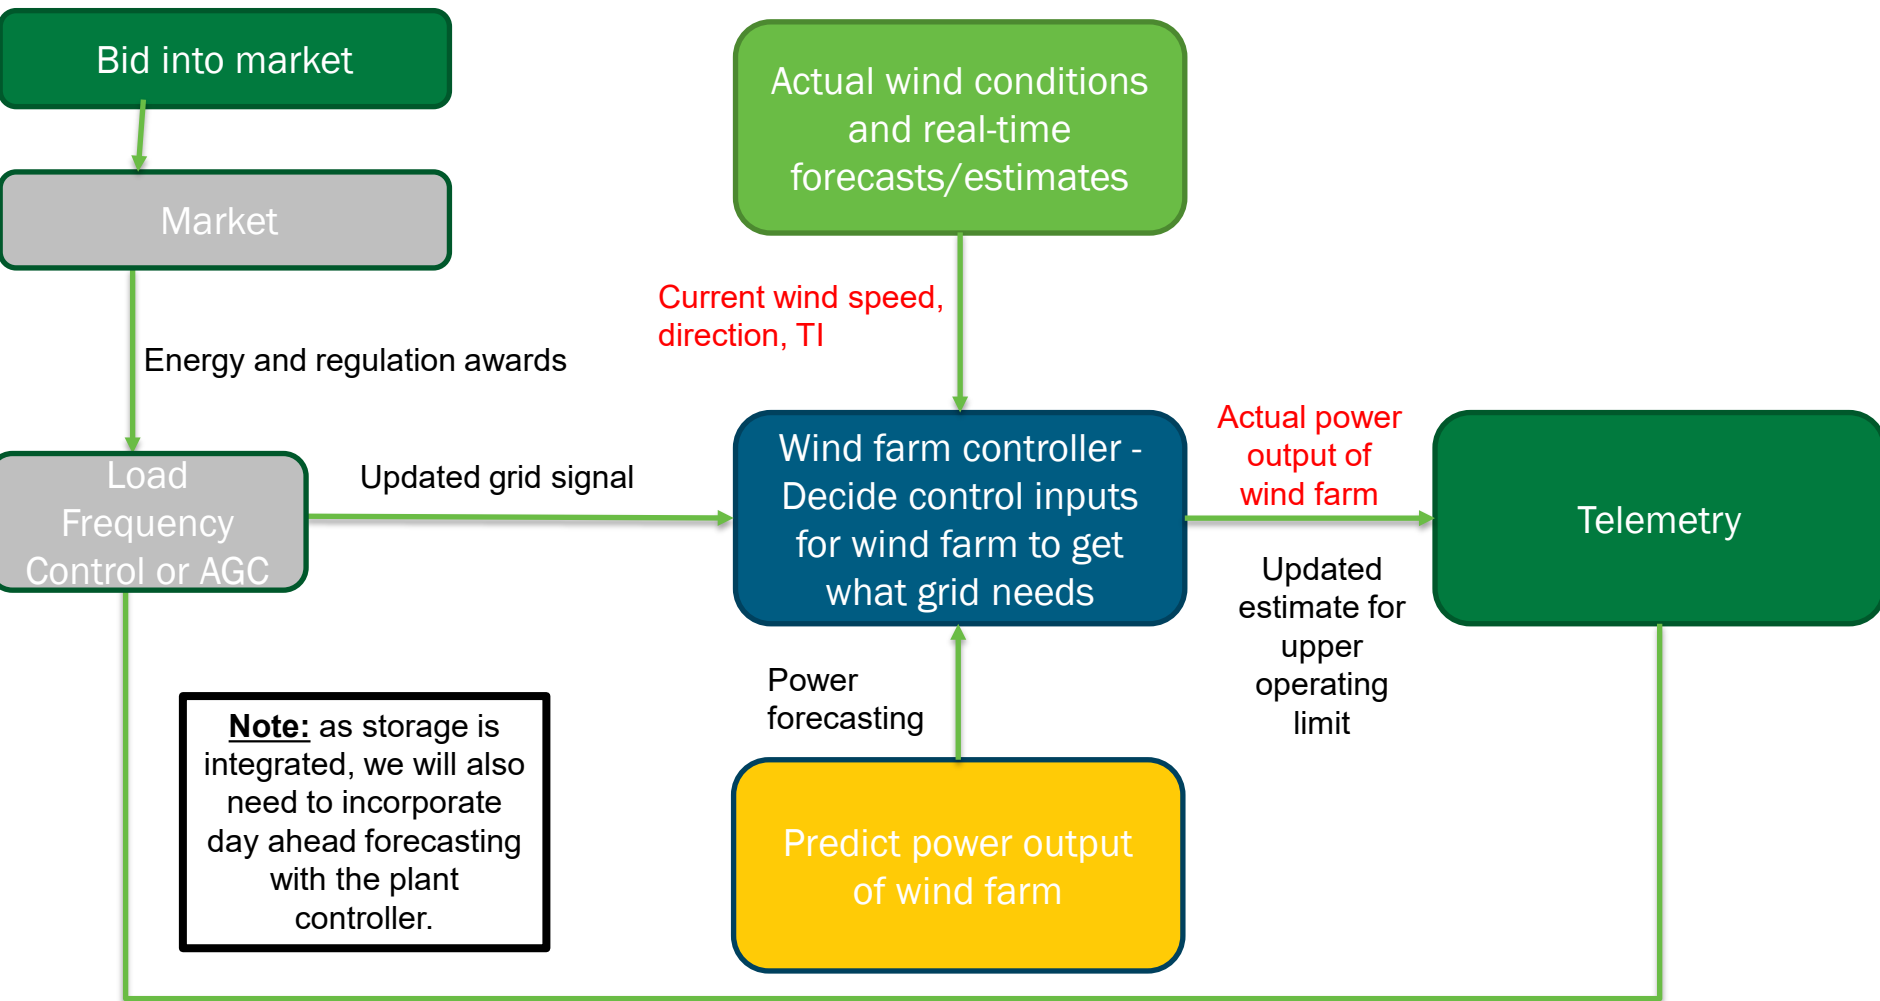 Bid into market
Market
Energy and regulation awards
Load
Frequency
Control or AGC
Updated grid signal
Actual wind conditions
and real-time
forecasts/estimates
Current wind speed,
direction, TI
Wind farm controller -
Decide control inputs
for wind farm to get
what grid needs
Actual power
output of
wind farm
Updated
estimate for
upper
operating
limit
Telemetry
Power
forecasting
Predict power output
of wind farm
Note: as storage is
integrated, we will also
need to incorporate
day ahead forecasting
with the plant
controller.